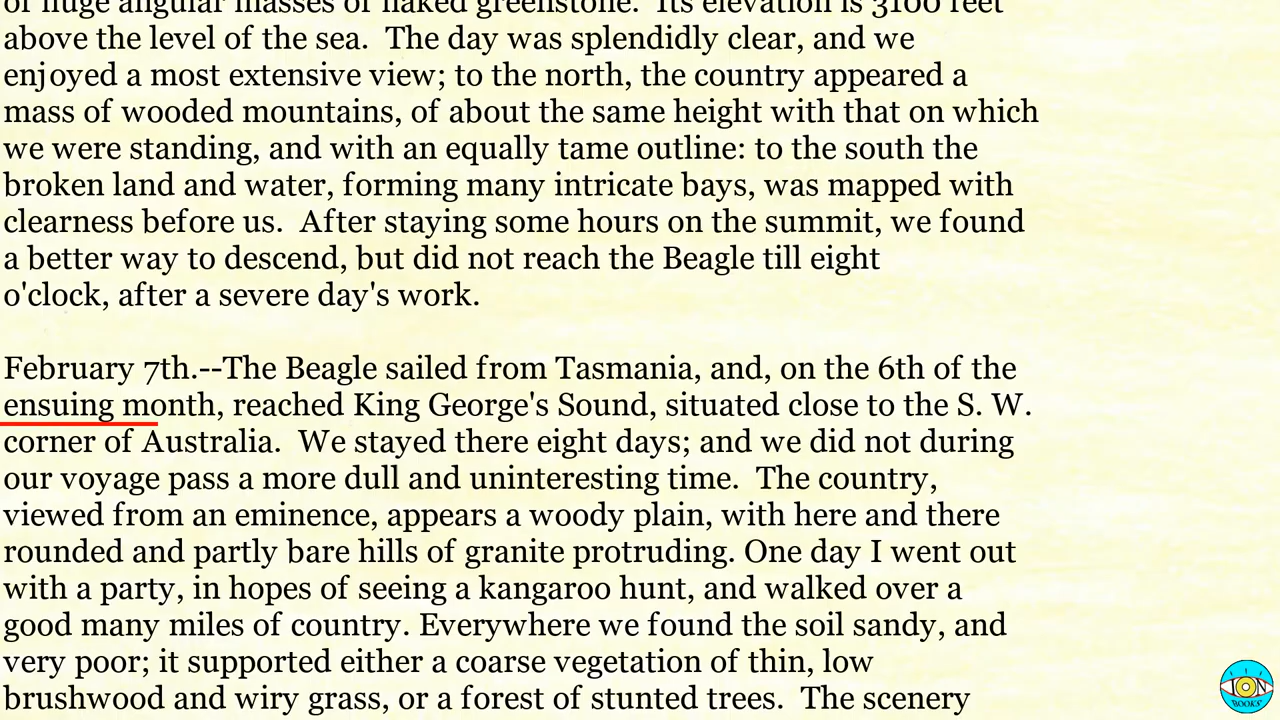 of huge angular masses of naked greenstone.  Its elevation is 3100 feet
above the level of the sea.  The day was splendidly clear, and we
enjoyed a most extensive view; to the north, the country appeared a
mass of wooded mountains, of about the same height with that on which
we were standing, and with an equally tame outline: to the south the
broken land and water, forming many intricate bays, was mapped with
clearness before us.  After staying some hours on the summit, we found
a better way to descend, but did not reach the Beagle till eight
o'clock, after a severe day's work.
February 7th.--The Beagle sailed from Tasmania, and, on the 6th of the
ensuing month, reached King George's Sound, situated close to the S. W.
corner of Australia.  We stayed there eight days; and we did not during
our voyage pass a more dull and uninteresting time.  The country,
viewed from an eminence, appears a woody plain, with here and there
rounded and partly bare hills of granite protruding. One day I went out
with a party, in hopes of seeing a kangaroo hunt, and walked over a
good many miles of country. Everywhere we found the soil sandy, and
very poor; it supported either a coarse vegetation of thin, low
brushwood and wiry grass, or a forest of stunted trees.  The scenery
ION
BOOKS